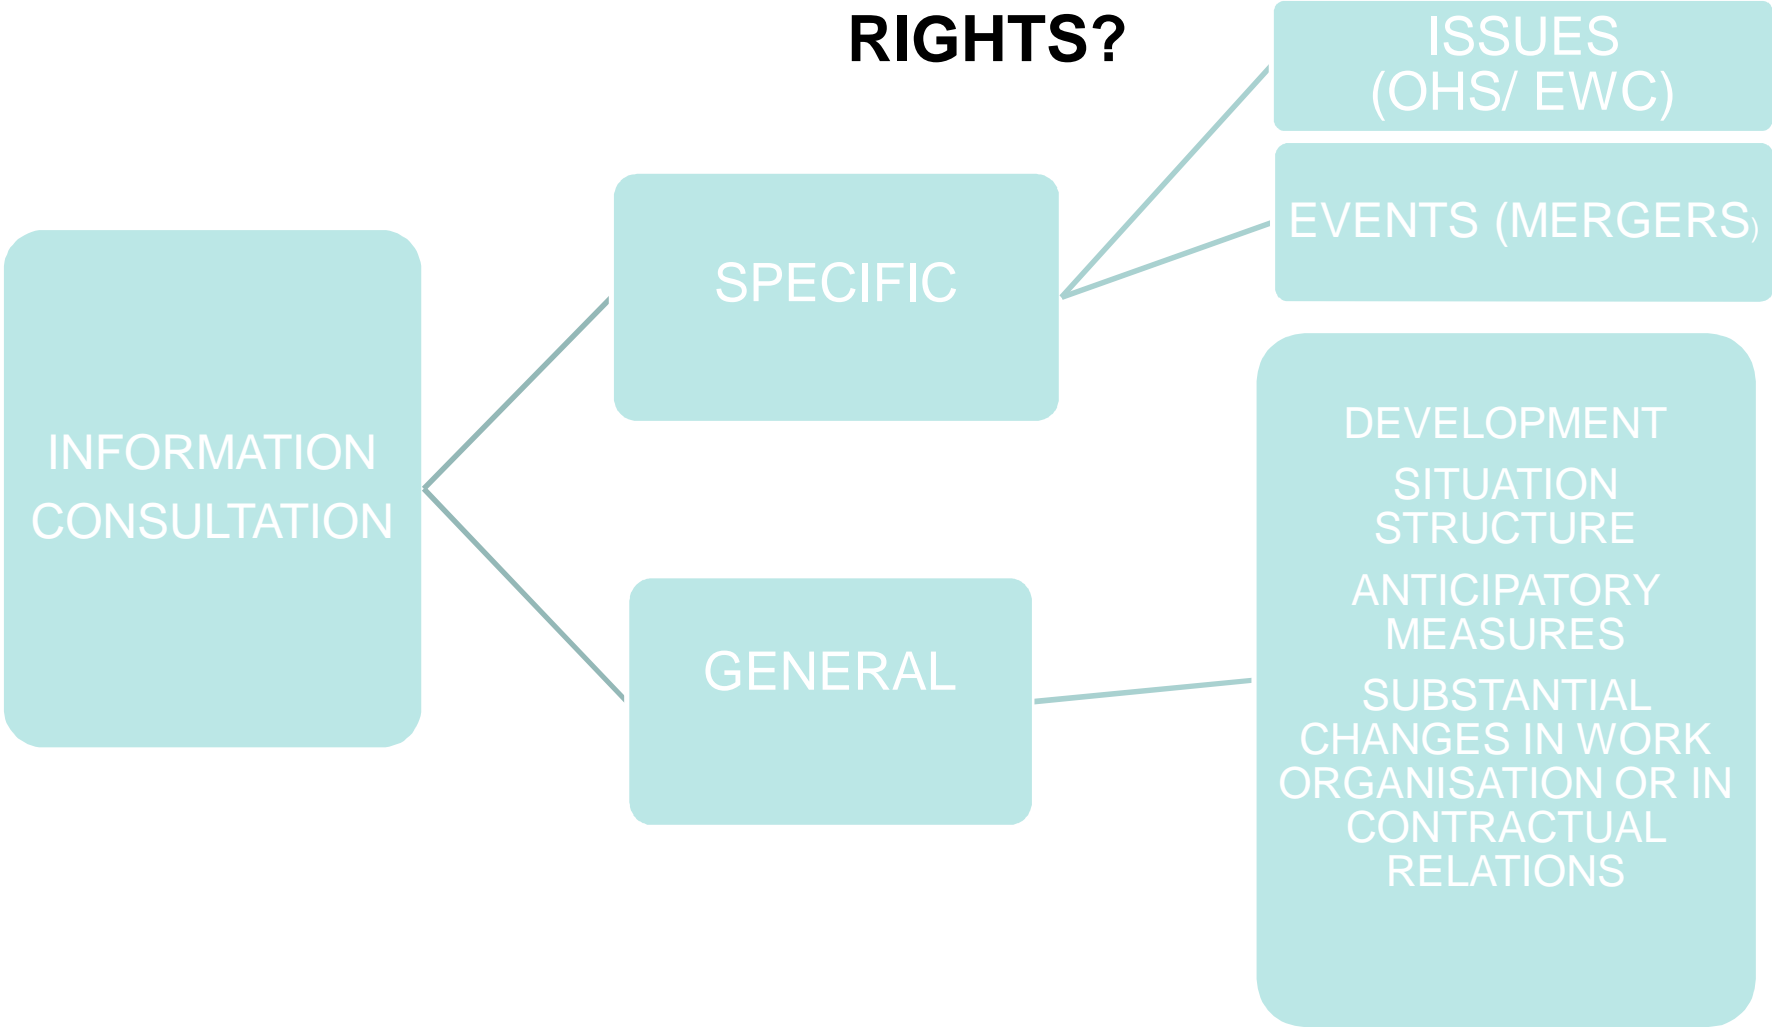 RIGHTS?
INFORMATION
CONSULTATION
SPECIFIC
GENERAL
ISSUES
(OHS/ EWC)
EVENTS (MERGERS)
DEVELOPMENT
SITUATION
STRUCTURE
ANTICIPATORY
MEASURES
SUBSTANTIAL
CHANGES IN WORK
ORGANISATION OR IN
CONTRACTUAL
RELATIONS